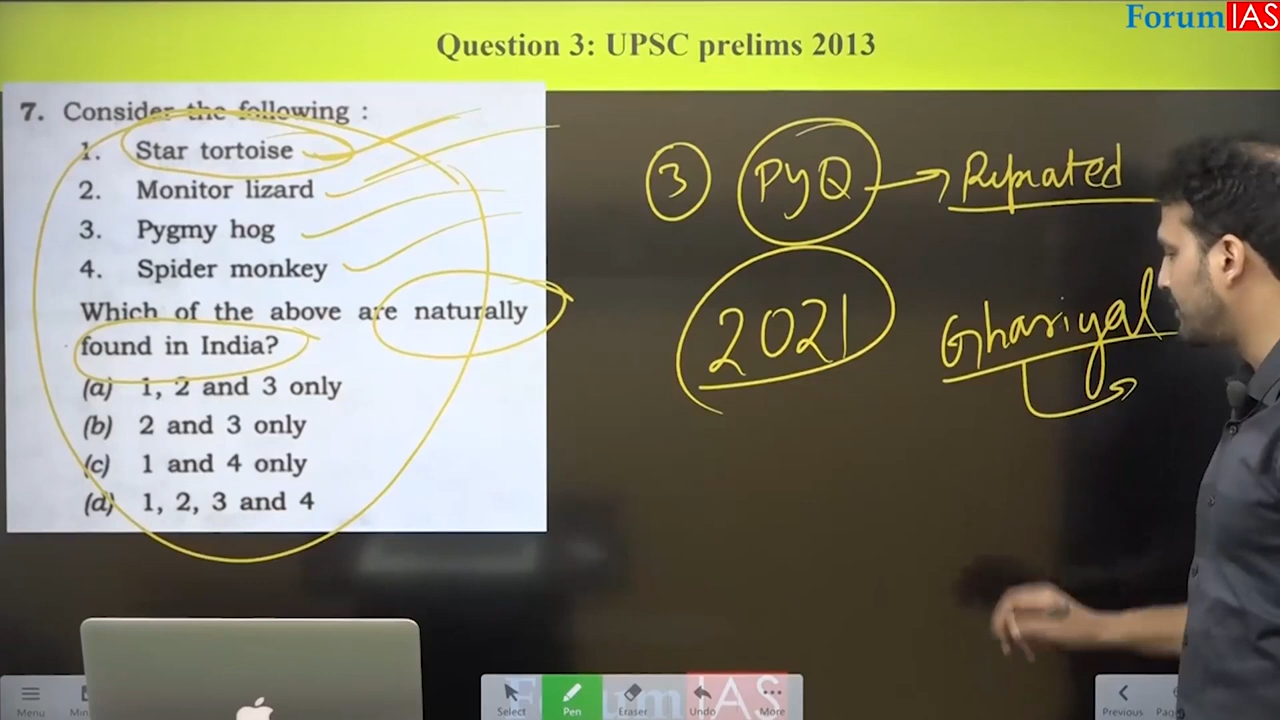 ForumIAS
Question 3: UPSC prelims 2013
7. Consider the following :
1. Star tortoise
2. Monitor lizard
3. Pygmy hog
4. Spider monkey
Which of the above are naturally
found in India?
(a) 1, 2 and 3 only
(b) 2 and 3 only
(c) 1 and 4 only
(d) 1, 2, 3 and 4
3 PYQ → Repeated
2021
Ghariyal
ForumIAS
Menu
Select Pen Eraser Undo More
Previous